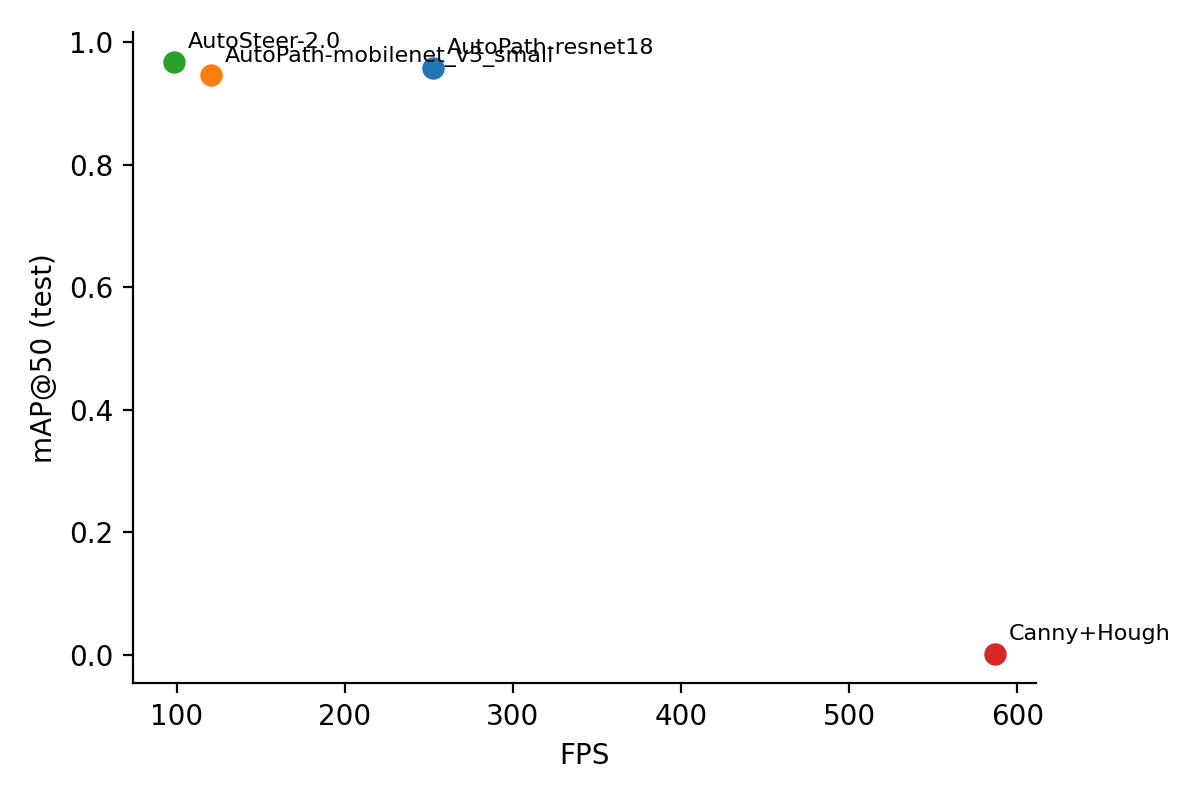 AutoSteer-2.0
AutoPath-mobilenet_v3_small
AutoPath-resnet18
Canny+Hough
1.0
0.8
0.6
0.4
0.2
0.0
mAP@50 (test)
100 200 300 400 500 600
FPS